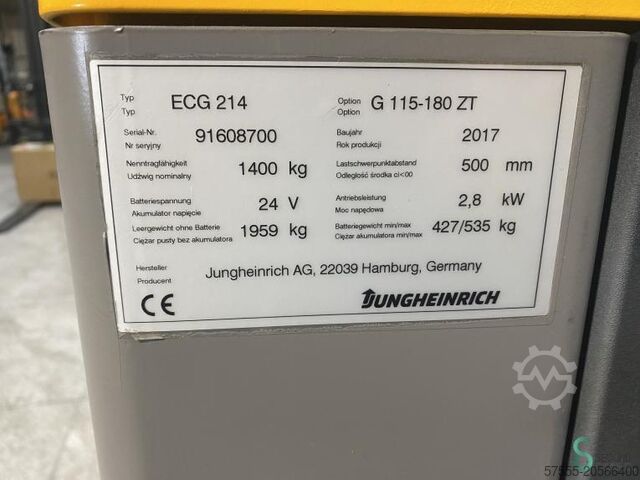 Typ ECG 214 Option G 115-180 ZT
Typ Option
Serial-Nr. 91608700 Baujahr 2017
Nr seryjny Rok produkcji
Nenntragfähigkeit 1400 kg Lastschwerpunktabstand 500 mm
Udźwig nominalny Odległość środka ci<00
Batteriespannung 24 V Antriebsleistung 2,8 kW
Akumulator napięcie Moc napędowa
Leergewicht ohne Batterie 1959 kg Batteriegewicht min/max 427/535 kg
Ciężar pusty bez akumulatora Ciężar akumulatora min/max
Hersteller Jungheinrich AG, 22039 Hamburg, Germany
Producent
CE JUNGHEINRICH
57555-20566400